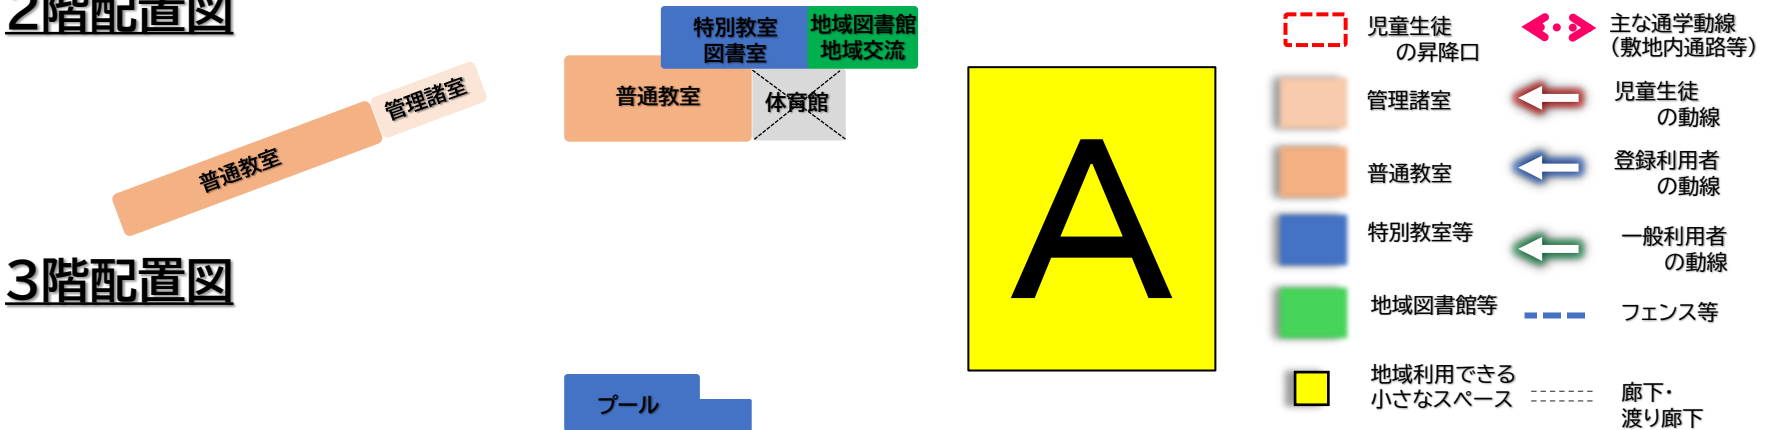 2階配置図
特別教室
図書室
地域図書館
地域交流
普通教室
体育館
管理諸室
普通教室
3階配置図
プール
A
児童生徒
の昇降口
管理諸室
普通教室
特別教室等
地域図書館等
地域利用できる
小さなスペース
主な通学動線
（敷地内通路等）
児童生徒
の動線
登録利用者
の動線
一般利用者
の動線
フェンス等
廊下・
渡り廊下